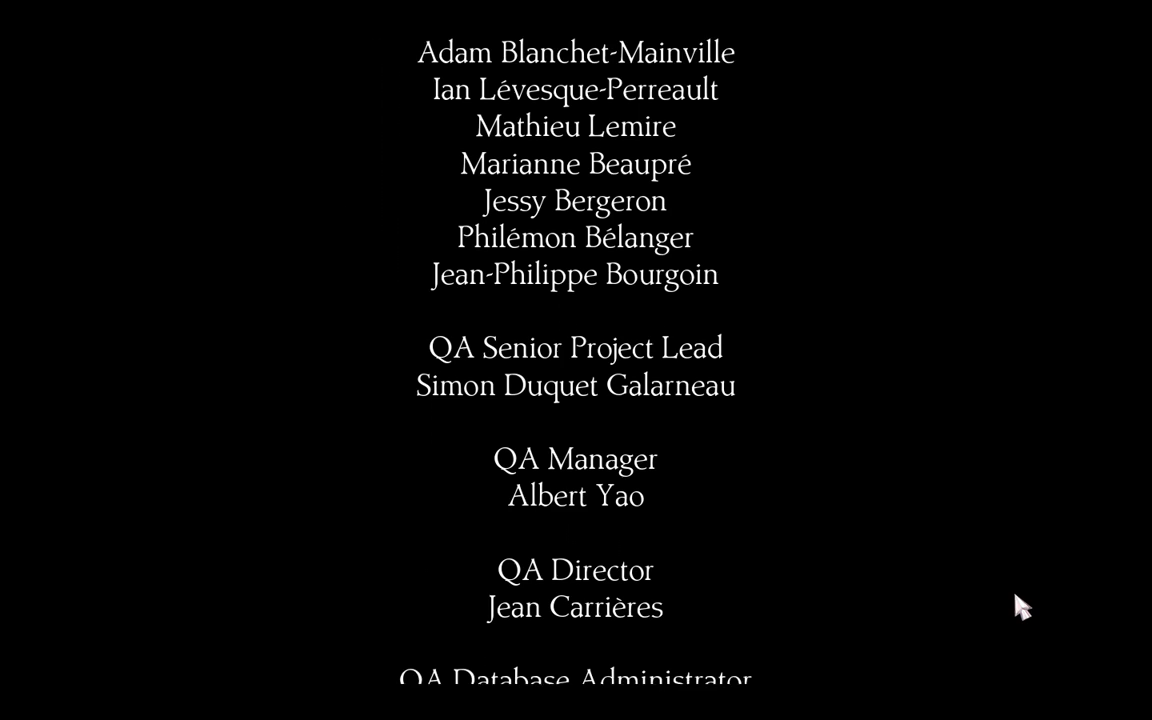 Adam Blanchet-Mainville
Ian Lévesque-Perreault
Mathieu Lemire
Marianne Beaupré
Jessy Bergeron
Philémon Bélanger
Jean-Philippe Bourgoin
QA Senior Project Lead
Simon Duquet Galarneau
QA Manager
Albert Yao
QA Director
Jean Carrières
QA Database Administrator